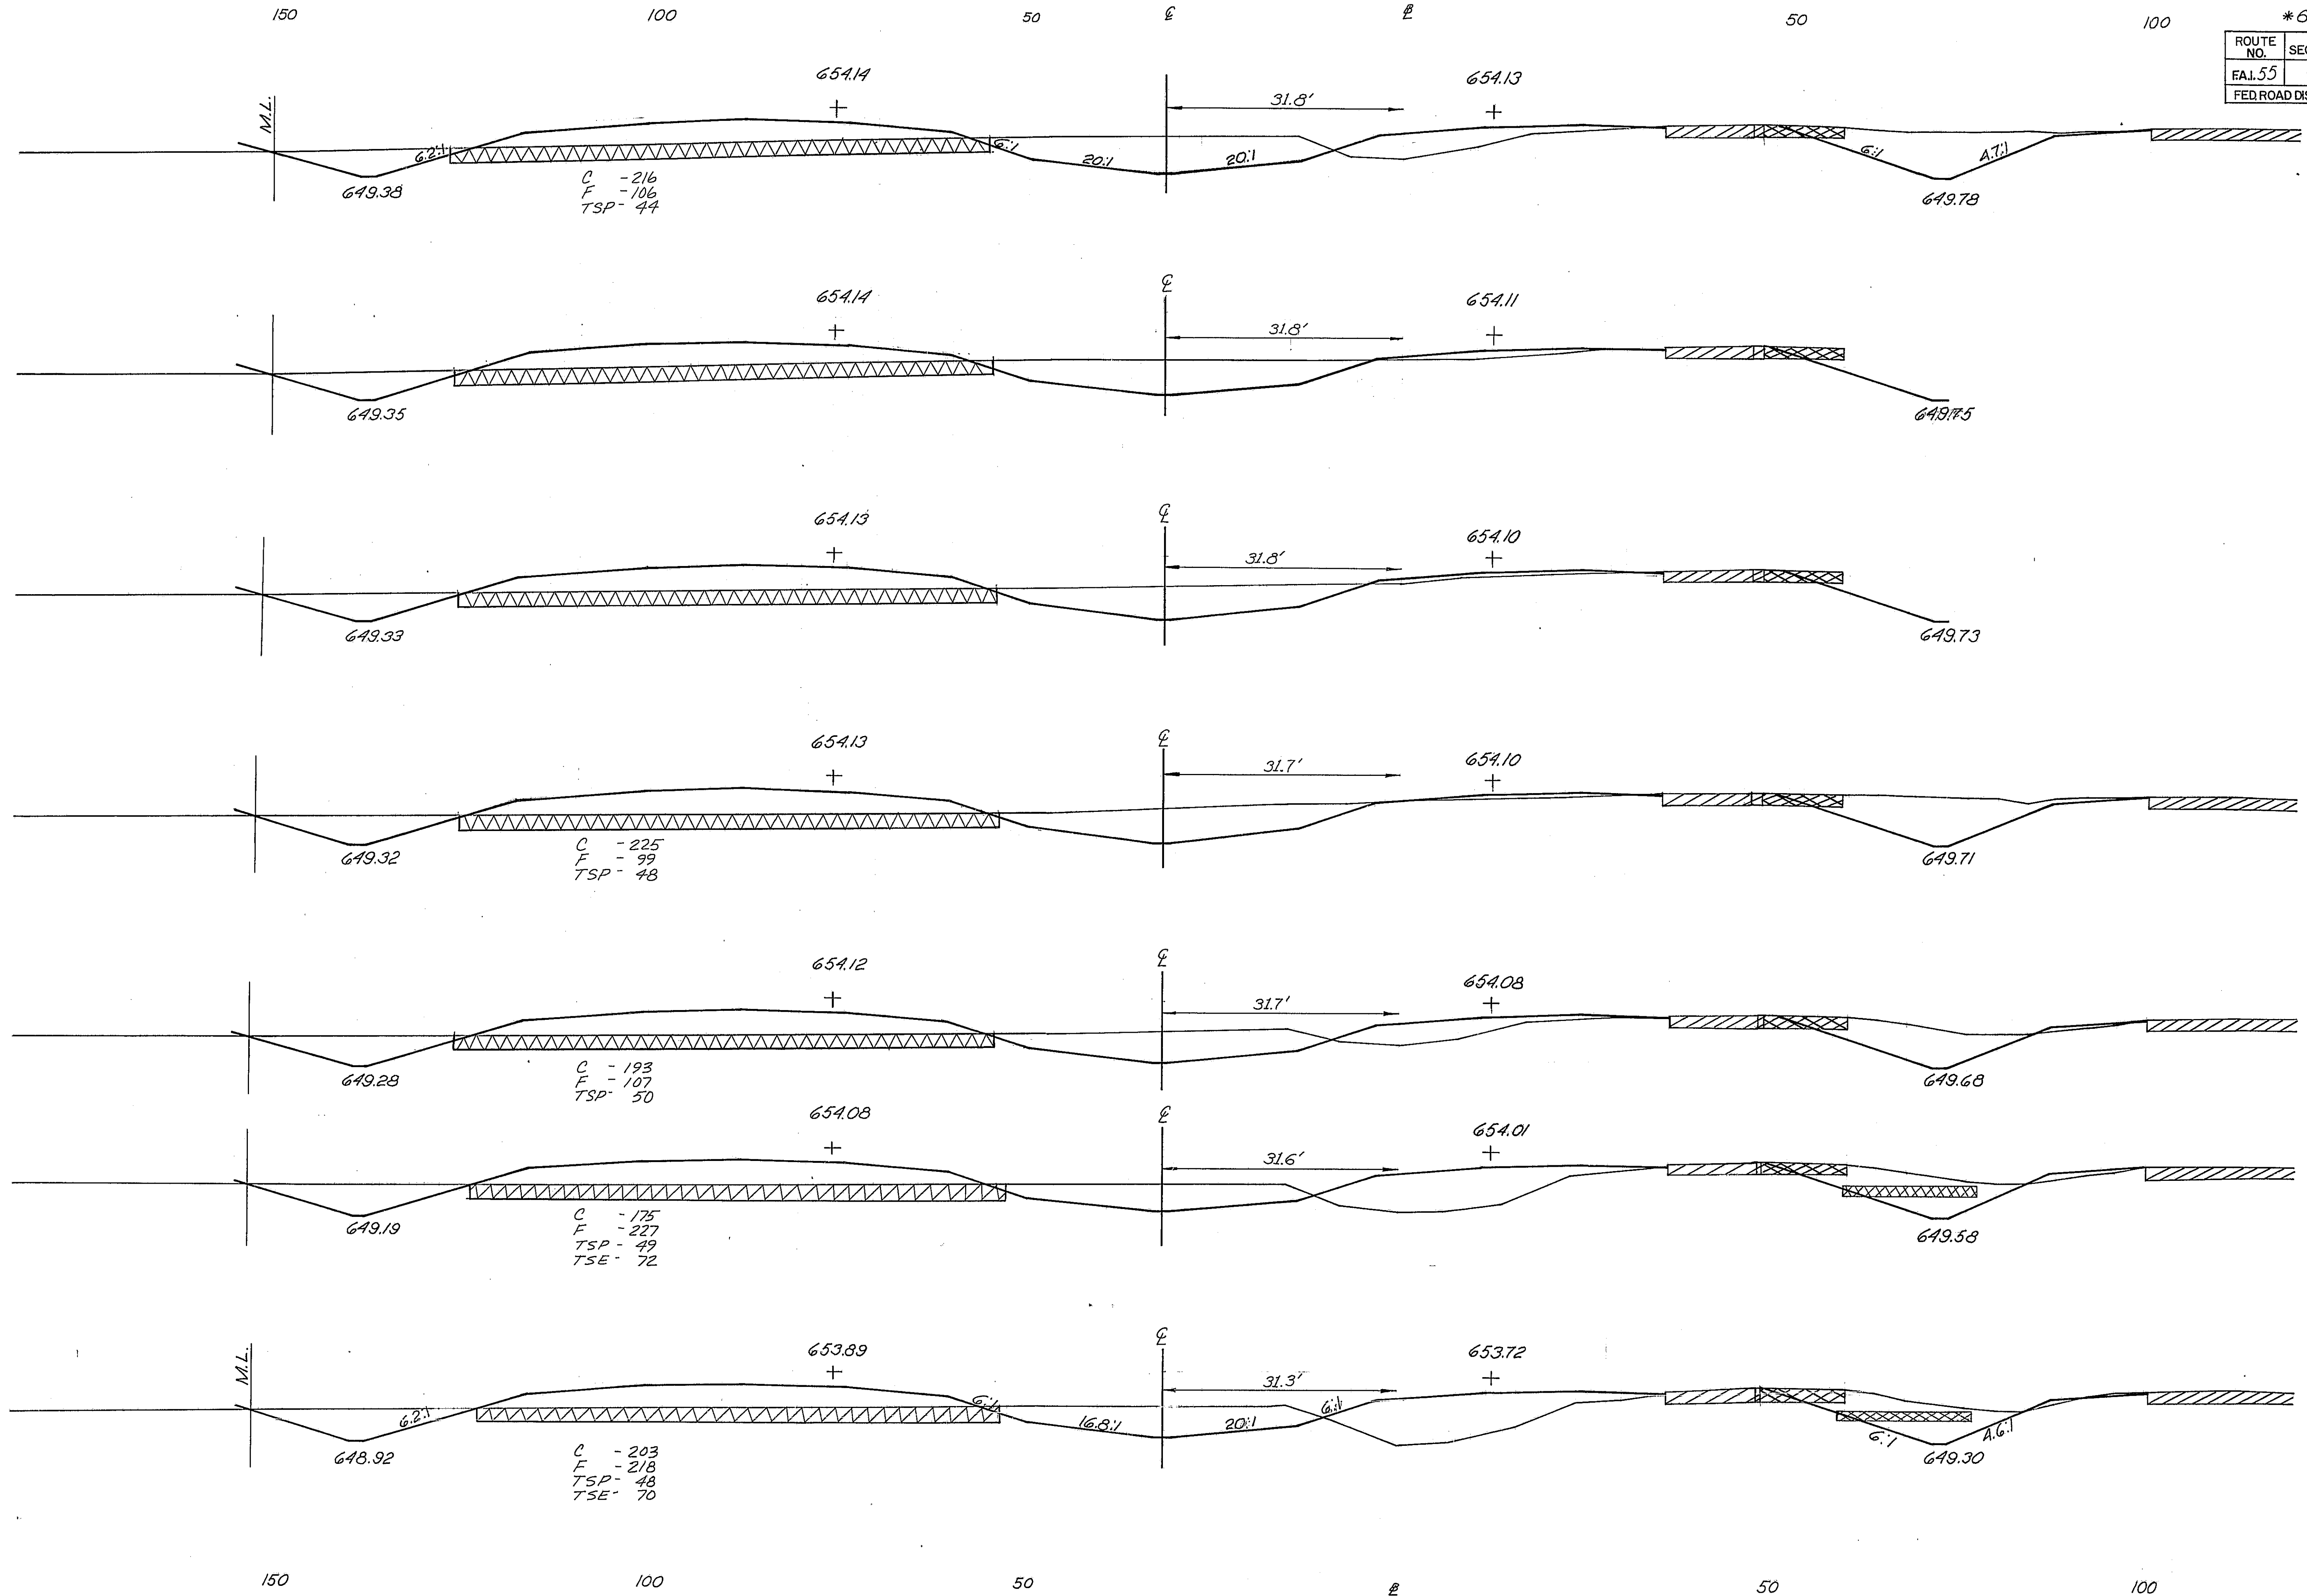 150 100 50 ℄ ⅊ 50 100 *6
ROUTE NO. SEC
F.A.I. 55
FED. ROAD DIS
654.14 654.13
M.L. 31.8'
6.2:1 6:1 20:1 20:1 6:1 4.7:1
649.38 649.78
C - 216
F - 106
TSP - 44
℄
654.14 654.11
31.8'
649.35
℄
654.13 654.10
31.8'
649.33 649.73
℄
654.13 654.10
31.7'
649.32 649.71
C - 225
F - 99
TSP - 48
℄
654.12 654.08
31.7'
649.28 649.68
C - 193
F - 107
TSP - 50
℄
654.08 654.01
31.6'
649.19 649.58
C - 175
F - 227
TSP - 49
TSE - 72
℄
653.89 653.72
M.L. 31.3'
6.2:1 6:1 16.8:1 20:1 6:1 6:1 4.6:1
648.92 649.30
C - 203
F - 218
TSP - 48
TSE - 70
150 100 50 ⅊ 50 100